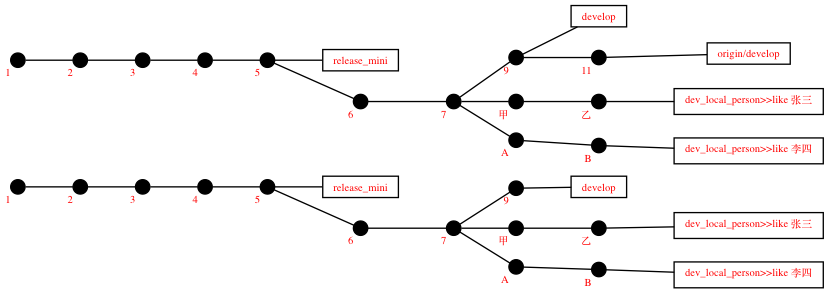 develop
release_mini
origin/develop
1 2 3 4 5 9 11
dev_local_person>>like 张三
6 7 甲 乙
dev_local_person>>like 李四
A B
release_mini
develop
1 2 3 4 5 9
dev_local_person>>like 张三
6 7 甲 乙
dev_local_person>>like 李四
A B